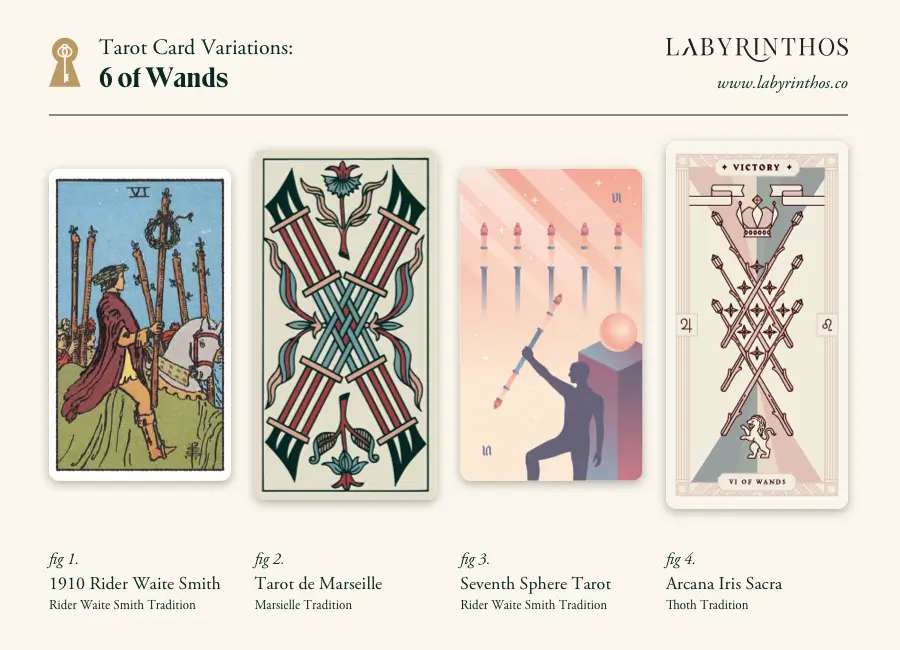 Tarot Card Variations:
6 of Wands
LABYRINTHOS
www.labyrinthos.co
VI
VI
VI
VICTORY
♃
♌
VI OF WANDS
fig 1.
1910 Rider Waite Smith
Rider Waite Smith Tradition
fig 2.
Tarot de Marseille
Marsielle Tradition
fig 3.
Seventh Sphere Tarot
Rider Waite Smith Tradition
fig 4.
Arcana Iris Sacra
Thoth Tradition